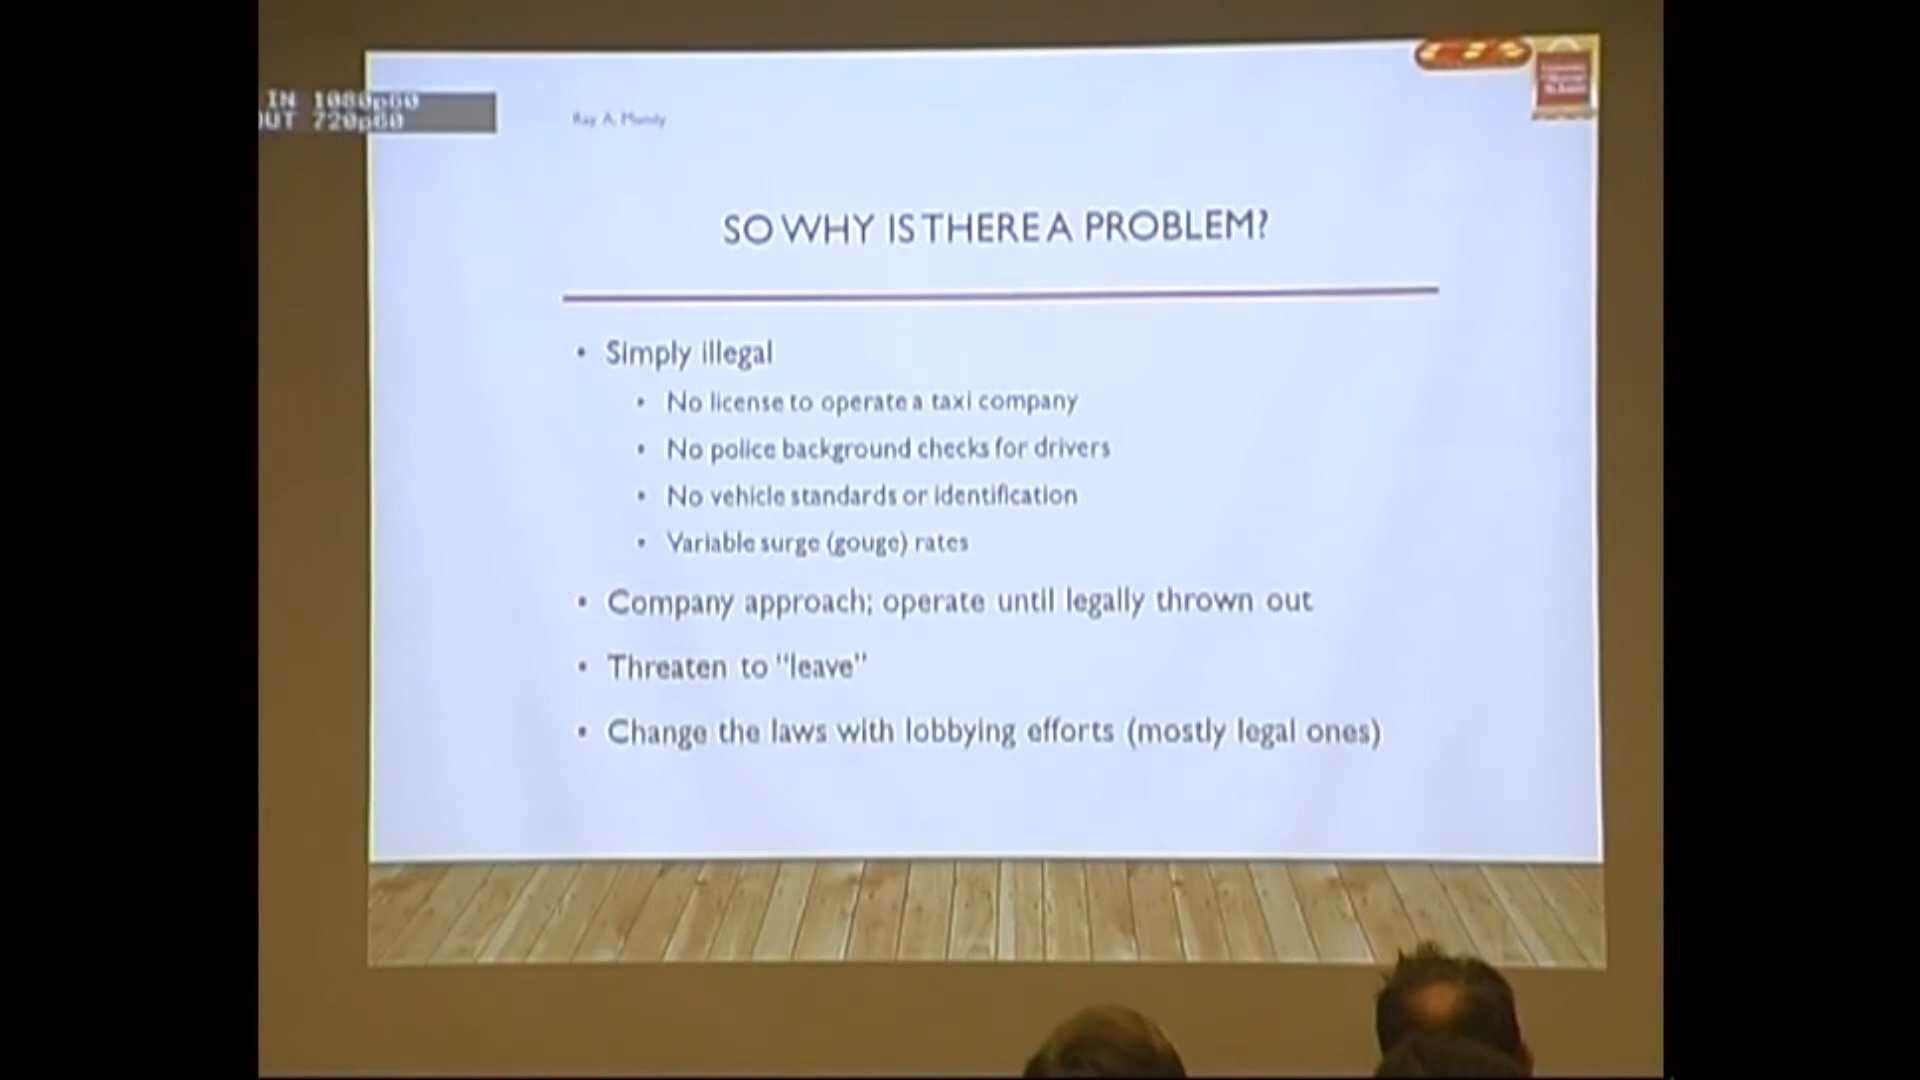 IN 1080p60
OUT 720p60
Ray A. Mundy
SO WHY IS THERE A PROBLEM?
• Simply illegal
• No license to operate a taxi company
• No police background checks for drivers
• No vehicle standards or identification
• Variable surge (gouge) rates
• Company approach; operate until legally thrown out
• Threaten to “leave”
• Change the laws with lobbying efforts (mostly legal ones)